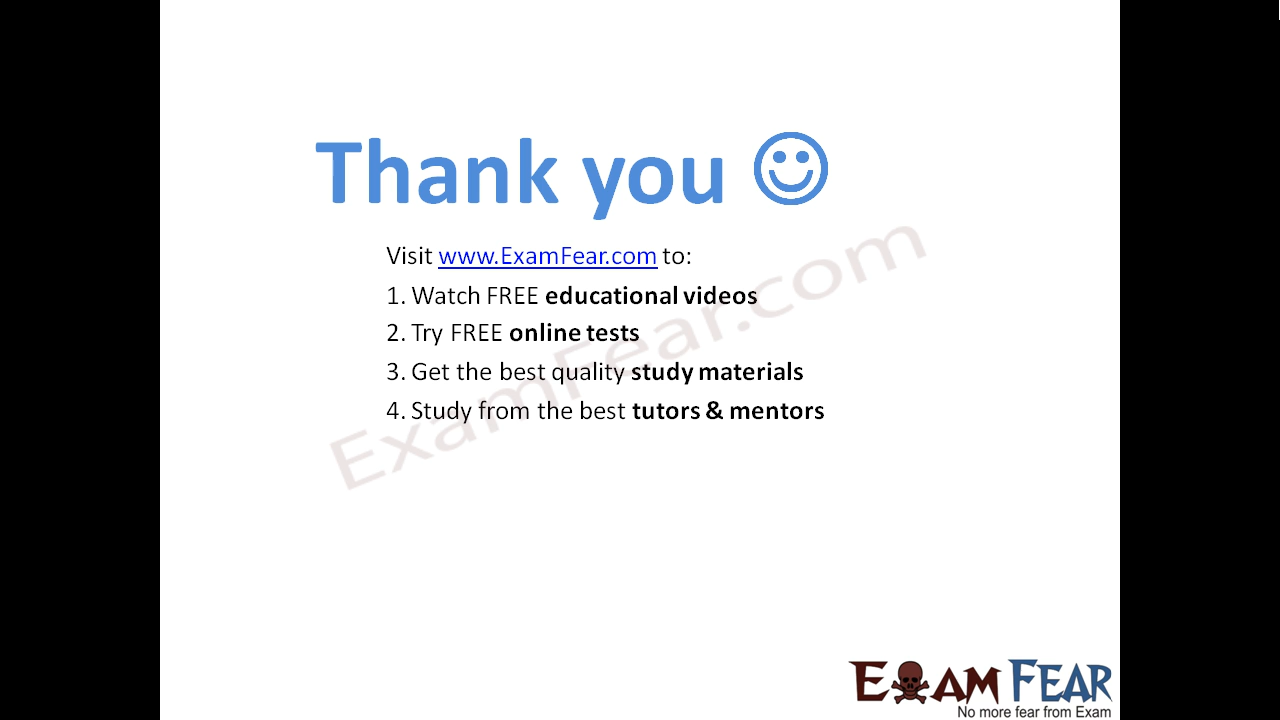 Thank you
Visit www.ExamFear.com to:
1. Watch FREE educational videos
2. Try FREE online tests
3. Get the best quality study materials
4. Study from the best tutors & mentors
ExamFear.com
EXAM FEAR
No more fear from Exam